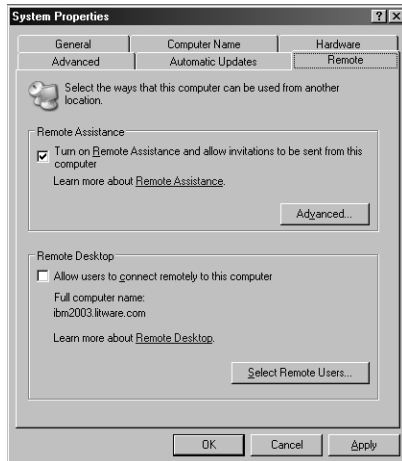 System Properties
General Computer Name Hardware
Advanced Automatic Updates Remote
Select the ways that this computer can be used from another
location.
Remote Assistance
Turn on Remote Assistance and allow invitations to be sent from this
computer
Learn more about Remote Assistance.
Advanced...
Remote Desktop
Allow users to connect remotely to this computer
Full computer name:
ibm2003.litware.com
Learn more about Remote Desktop.
Select Remote Users...
OK Cancel Apply